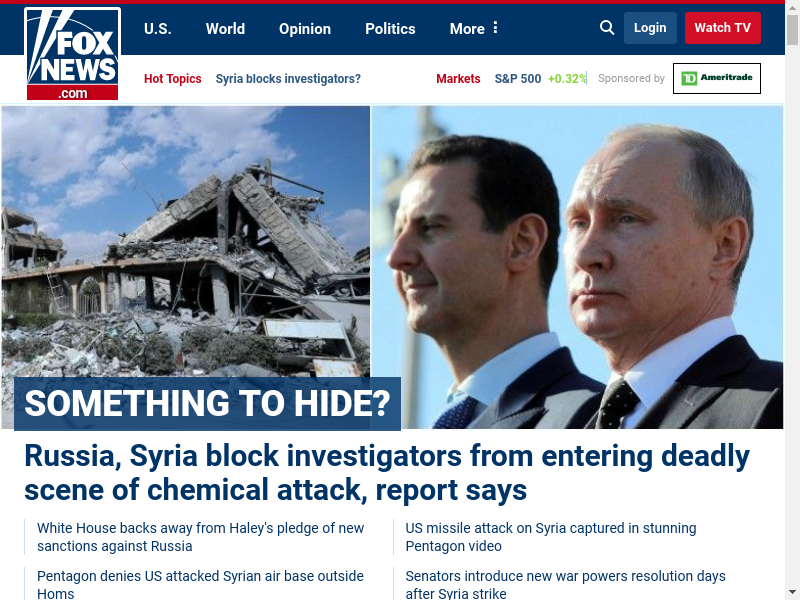 FOX
NEWS
.com
U.S. World Opinion Politics More Login Watch TV
Hot Topics Syria blocks investigators? Markets S&P 500 +0.32% Sponsored by TD Ameritrade
SOMETHING TO HIDE?
Russia, Syria block investigators from entering deadly
scene of chemical attack, report says
White House backs away from Haley's pledge of new
sanctions against Russia
US missile attack on Syria captured in stunning
Pentagon video
Pentagon denies US attacked Syrian air base outside
Homs
Senators introduce new war powers resolution days
after Syria strike